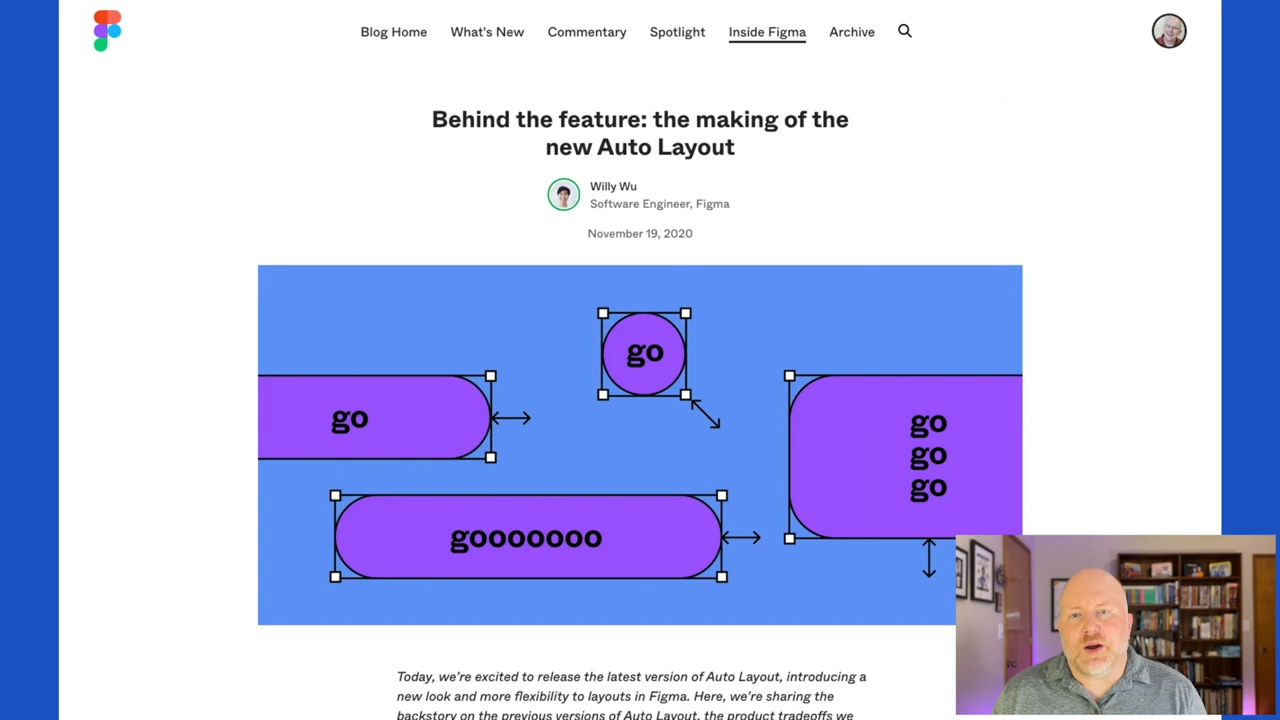 Blog Home What's New Commentary Spotlight Inside Figma Archive
Behind the feature: the making of the
new Auto Layout
Willy Wu
Software Engineer, Figma
November 19, 2020
go
go
go
go
go
gooooooo
Today, we're excited to release the latest version of Auto Layout, introducing a
new look and more flexibility to layouts in Figma. Here, we're sharing the
backstory on the previous versions of Auto Layout, the product tradeoffs we